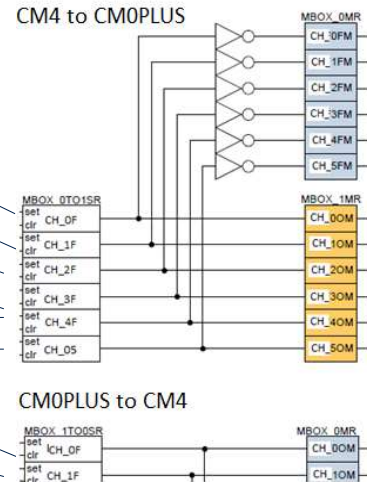 CM4 to CM0PLUS
MBOX_0MR
CH_0FM
CH_1FM
CH_2FM
CH_3FM
CH_4FM
CH_5FM
MBOX_0TO1SR
MBOX_1MR
set
clr
CH_0F
CH_0OM
set
clr
CH_1F
CH_1OM
set
clr
CH_2F
CH_2OM
set
clr
CH_3F
CH_3OM
set
clr
CH_4F
CH_4OM
set
clr
CH_05
CH_5OM
CM0PLUS to CM4
MBOX_1TO0SR
MBOX_0MR
set
clr
CH_0F
CH_0OM
set
clr
CH_1F
CH_1OM